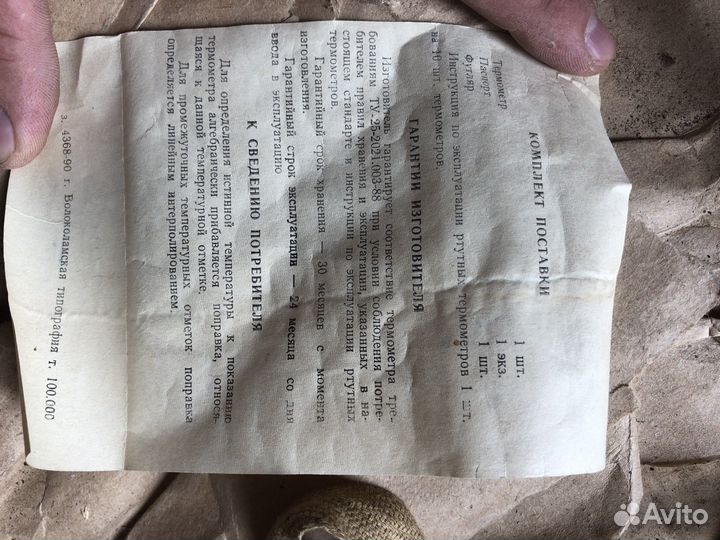 КОМПЛЕКТ ПОСТАВКИ
Термометр 1 шт.
Паспорт 1 экз.
Футляр 1 шт.
Инструкция по эксплуатации ртутных термометров 1 шт.
на 10 шт. термометров.
ГАРАНТИИ ИЗГОТОВИТЕЛЯ
Изготовитель гарантирует соответствие термометра тре-
бованиям ТУ 25-2021.003-88 при условии соблюдения потре-
бителем правил хранения и эксплуатации, указанных в на-
стоящем стандарте и инструкции по эксплуатации ртутных
термометров.
Гарантийный срок хранения — 30 месяцев с момента
изготовления.
Гарантийный срок эксплуатации — 24 месяца со дня
ввода в эксплуатацию
К СВЕДЕНИЮ ПОТРЕБИТЕЛЯ
Для определения истинной температуры к показанию
термометра алгебраически прибавляется поправка, относя-
щаяся к данной температурной отметке.
Для промежуточных температурных отметок поправка
определяется линейным интерполированием.
з. 4368-90 г. Волоколамская типография т. 100.000
Avito